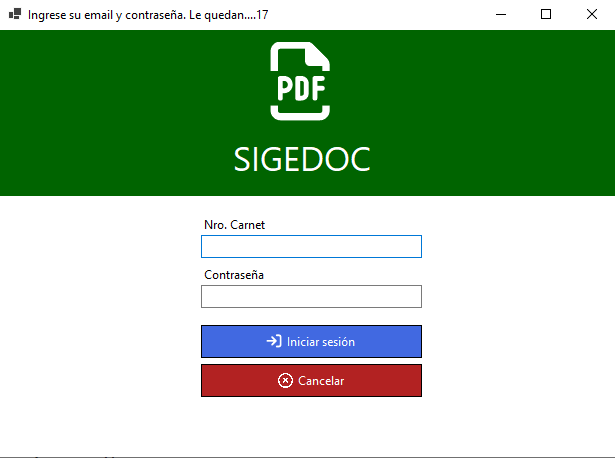 Ingrese su email y contraseña. Le quedan....17
PDF
SIGEDOC
Nro. Carnet
Contraseña
Iniciar sesión
Cancelar